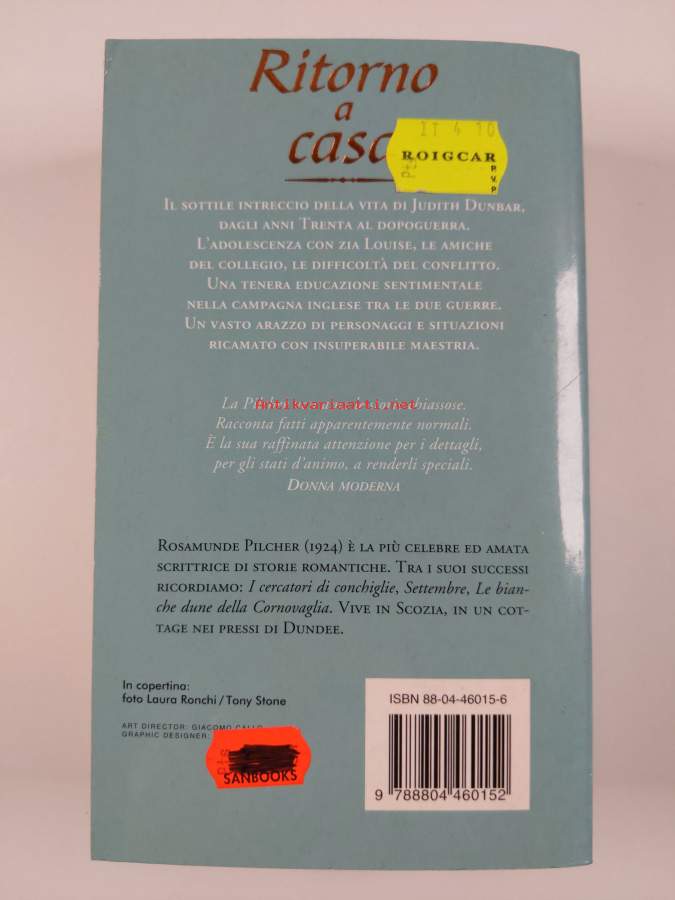 Ritorno
a
casa
IT 4 10
ROIGCAR
P.V.P
pts
IL SOTTILE INTRECCIO DELLA VITA DI JUDITH DUNBAR,
DAGLI ANNI TRENTA AL DOPOGUERRA.
L'ADOLESCENZA CON ZIA LOUISE, LE AMICHE
DEL COLLEGIO, LE DIFFICOLTÀ DEL CONFLITTO.
UNA TENERA EDUCAZIONE SENTIMENTALE
NELLA CAMPAGNA INGLESE TRA LE DUE GUERRE.
UN VASTO ARAZZO DI PERSONAGGI E SITUAZIONI
RICAMATO CON INSUPERABILE MAESTRIA.
La
Antikvariaatti.net
Racconta fatti apparentemente normali.
È la sua raffinata attenzione per i dettagli,
per gli stati d'animo, a renderli speciali.
DONNA MODERNA
ROSAMUNDE PILCHER (1924) È LA PIÙ CELEBRE ED AMATA
SCRITTRICE DI STORIE ROMANTICHE. TRA I SUOI SUCCESSI
RICORDIAMO: I cercatori di conchiglie, Settembre, Le bian-
che dune della Cornovaglia. VIVE IN SCOZIA, IN UN COT-
TAGE NEI PRESSI DI DUNDEE.
In copertina:
foto Laura Ronchi / Tony Stone
ART DIRECTOR: GIACOMO CALLO
GRAPHIC DESIGNER:
pts
SANBOOKS
ISBN 88-04-46015-6
9 788804 460152